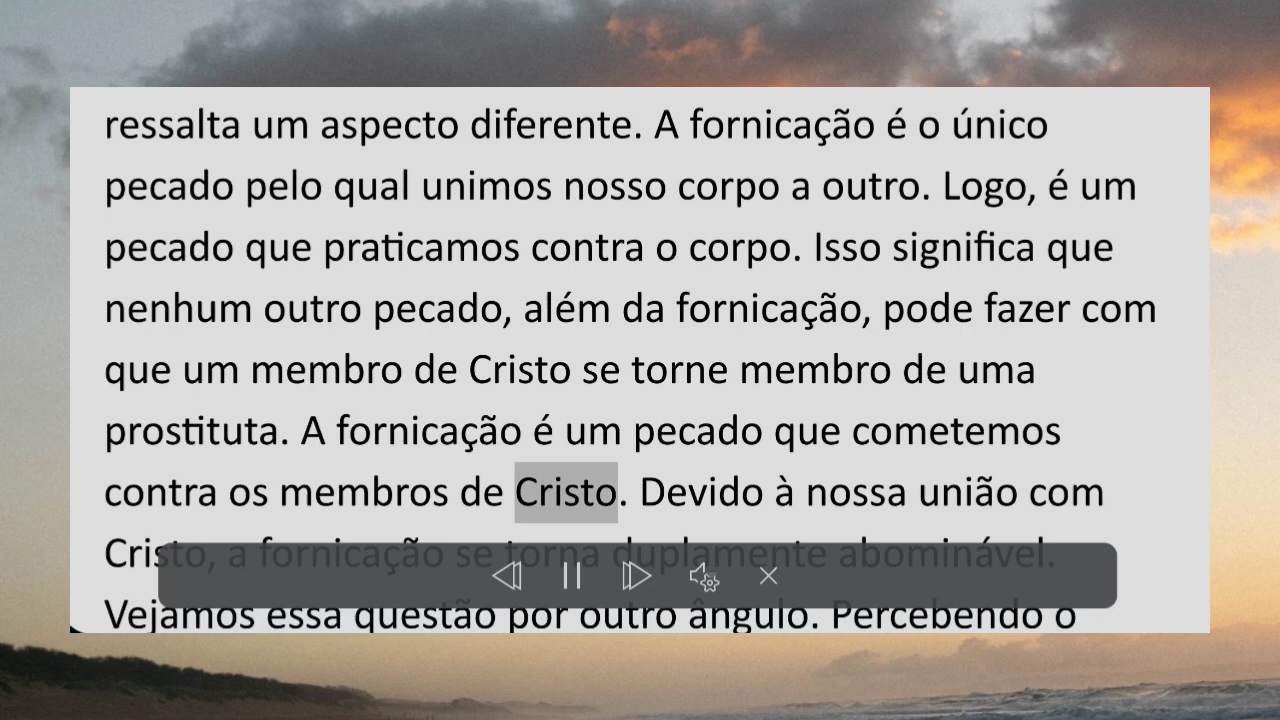 ressalta um aspecto diferente. A fornicação é o único
pecado pelo qual unimos nosso corpo a outro. Logo, é um
pecado que praticamos contra o corpo. Isso significa que
nenhum outro pecado, além da fornicação, pode fazer com
que um membro de Cristo se torne membro de uma
prostituta. A fornicação é um pecado que cometemos
contra os membros de Cristo. Devido à nossa união com
Cristo, a fornicação se torna duplamente abominável.
Vejamos essa questão por outro ângulo. Percebendo o